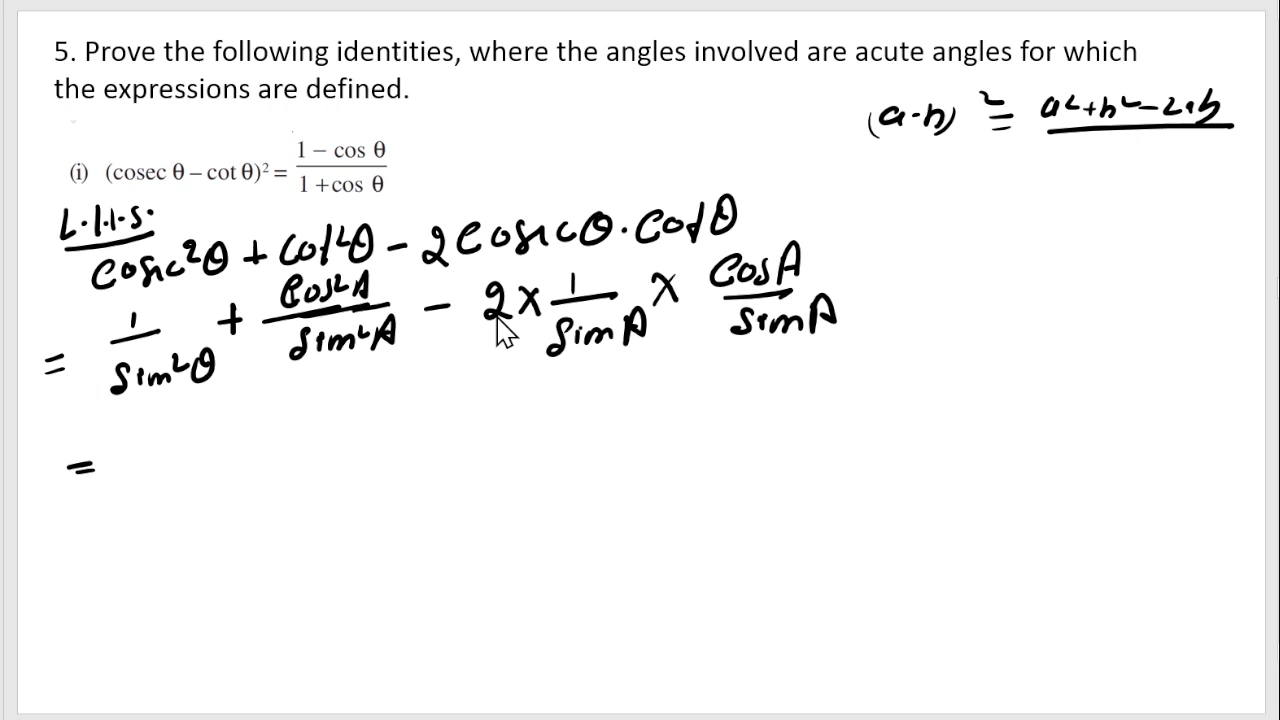 5. Prove the following identities, where the angles involved are acute angles for which
the expressions are defined.
(a-b)² = a²+b²-2ab
(i) (cosec θ – cot θ)² = (1 – cos θ)/(1 + cos θ)
L.H.S.
Cosec²θ + Cot²θ - 2 Cosecθ . Cotθ
= 1/Sin²θ + Cos²A/Sin²A - 2 × 1/SinA × CosA/SinA
=